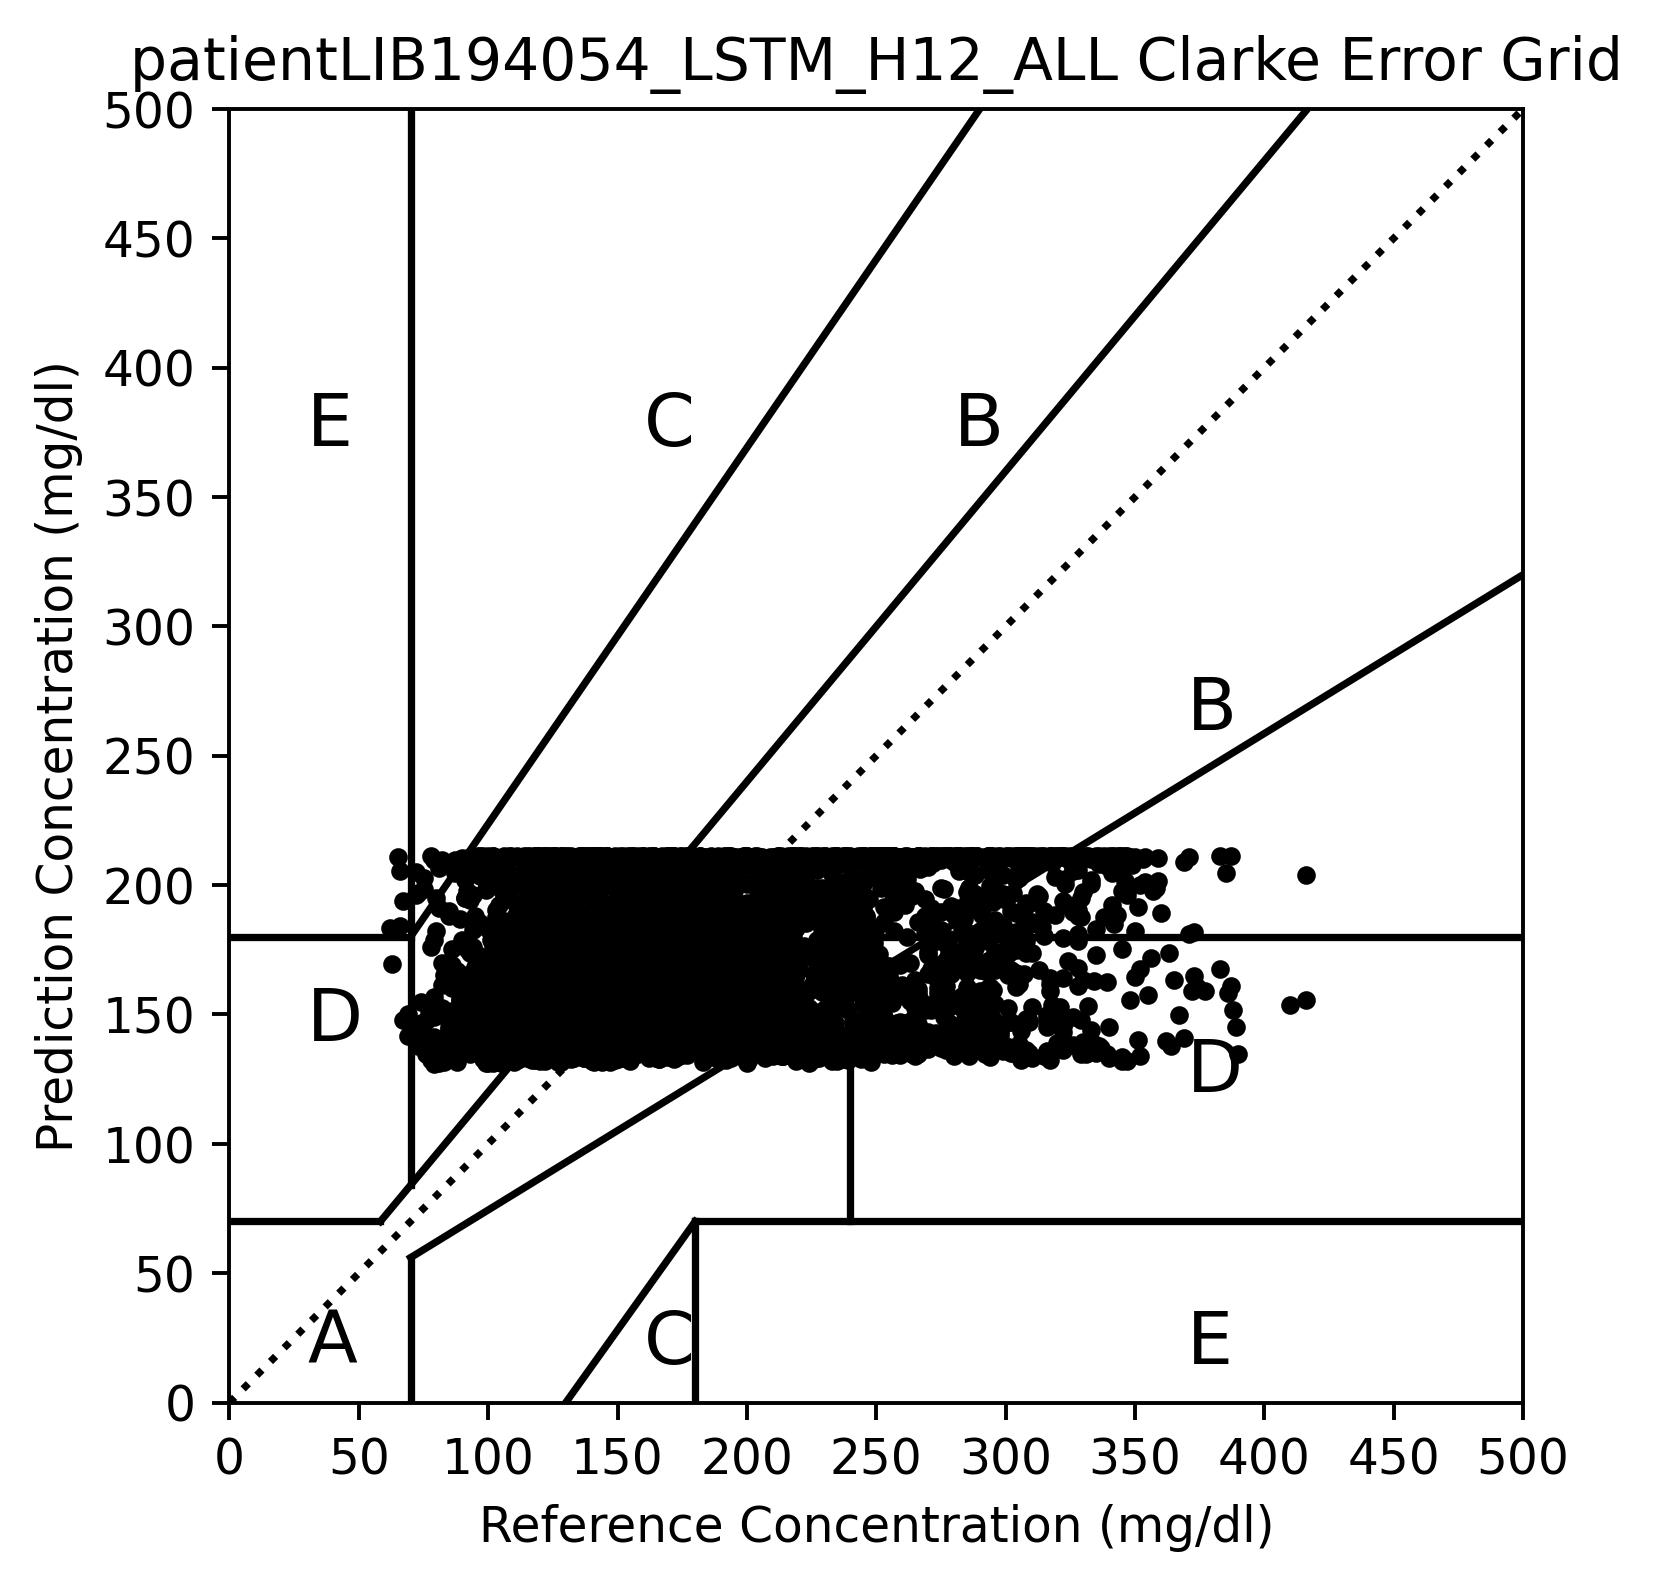 patientLIB194054_LSTM_H12_ALL Clarke Error Grid
500
450
400
350
300
250
200
150
100
50
0
Prediction Concentration (mg/dl)
E
C
B
B
D
D
A
C
E
0 50 100 150 200 250 300 350 400 450 500
Reference Concentration (mg/dl)